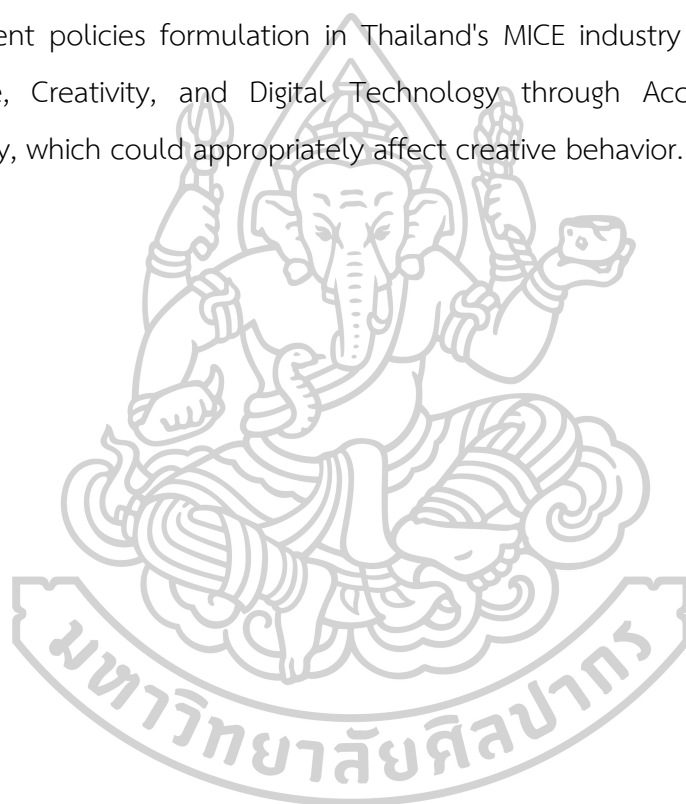 ent policies formulation in Thailand's MICE industry
e, Creativity, and Digital Technology through Acc
y, which could appropriately affect creative behavior.
มหาวิทยาลัยศิลปากร